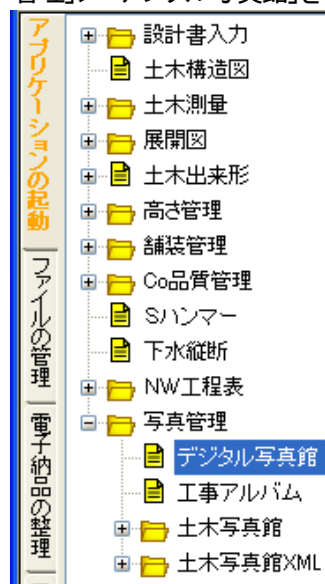 アプリケーションの起動
ファイルの管理
電子納品の整理
設計書入力
土木構造図
土木測量
展開図
土木出来形
高さ管理
舗装管理
Co品質管理
Sハンマー
下水縦断
NW工程表
写真管理
デジタル写真館
工事アルバム
土木写真館
土木写真館XML